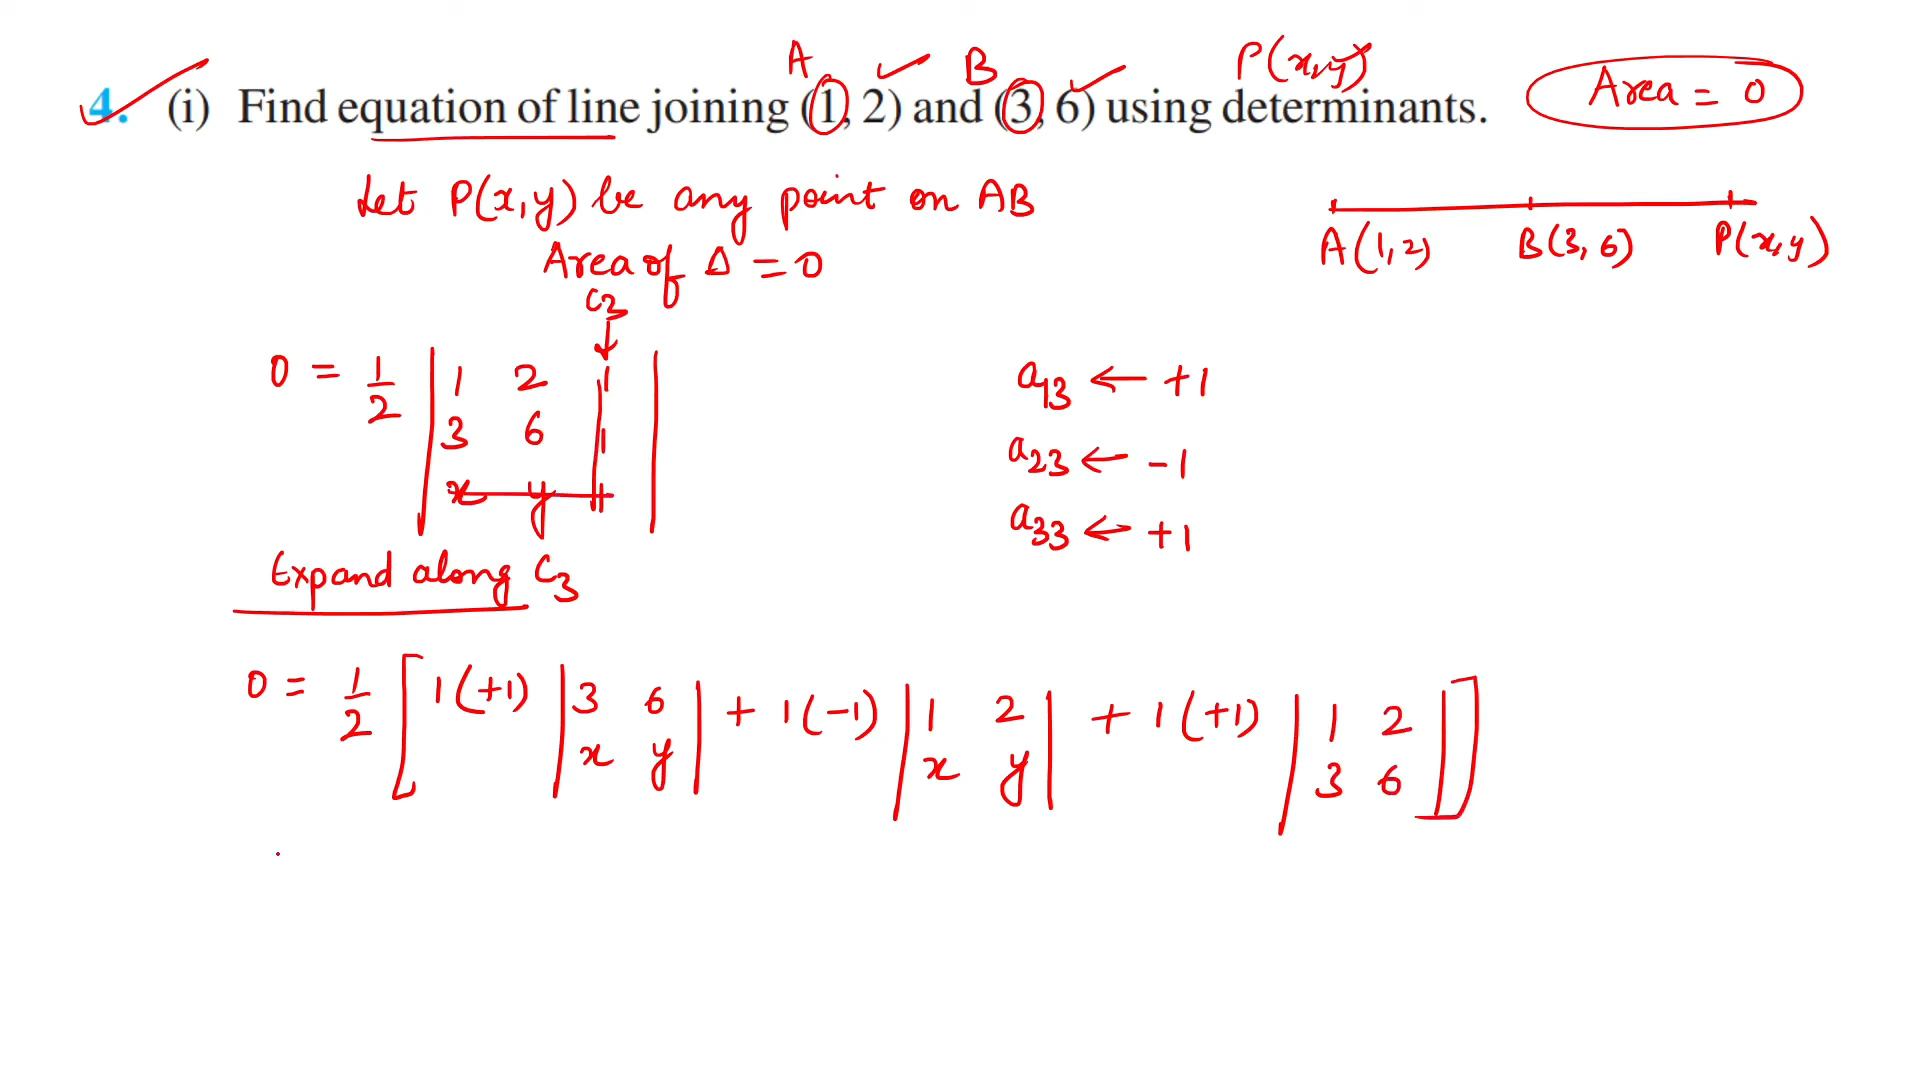 A B P(x,y)
4. (i) Find equation of line joining (1, 2) and (3, 6) using determinants. Area = 0
Let P(x,y) be any point on AB
A(1,2) B(3,6) P(x,y)
Area of Δ = 0
C3
0 = 1/2 | 1 2 1 |
3 6 1
x y 1
a13 ← +1
a23 ← -1
a33 ← +1
Expand along C3
0 = 1/2 [ 1(+1) | 3 6 | + 1(-1) | 1 2 | + 1(+1) | 1 2 | ]
x y x y 3 6